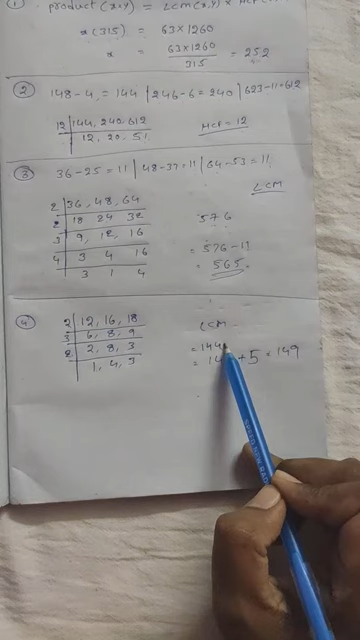 ① product (x,y) = LCM(x,y) x HCF
x (315) = 63 x 1260
x = 63 x 1260 / 315 = 252
② 148-4 = 144 | 246-6 = 240 | 623-11=612
12 | 144, 240, 612
12, 20, 51
HCF = 12
③ 36-25 = 11 | 48-37=11 | 64-53=11
LCM
2 | 36, 48, 64
2 | 18 24 32
3 | 9, 12, 16
4 | 3 4 16
3 1 4
576
= 576-11
= 565
④ 2 | 12, 16, 18
3 | 6, 8, 9
2 | 2, 8, 3
1, 4, 3
LCM
= 144
= 14 + 5 = 149